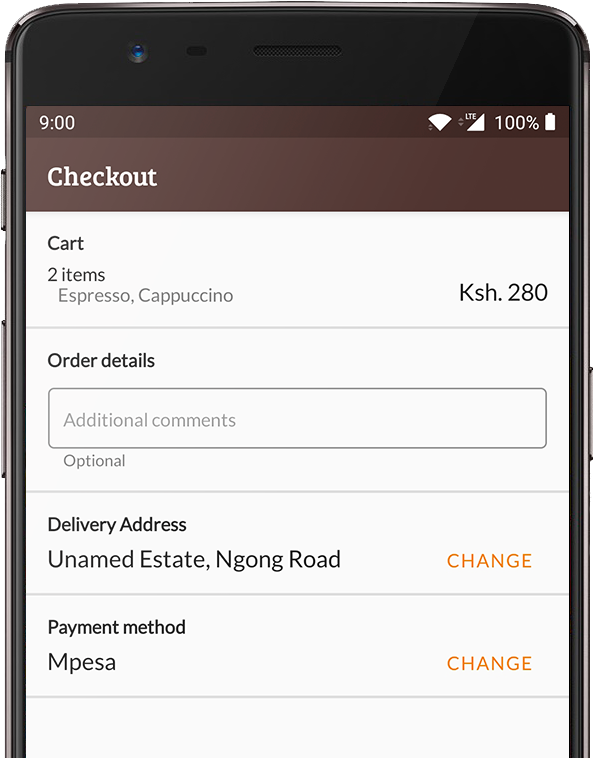 9:00 LTE 100%
Checkout
Cart
2 items
Espresso, Cappuccino
Ksh. 280
Order details
Additional comments
Optional
Delivery Address
Unamed Estate, Ngong Road CHANGE
Payment method
Mpesa CHANGE